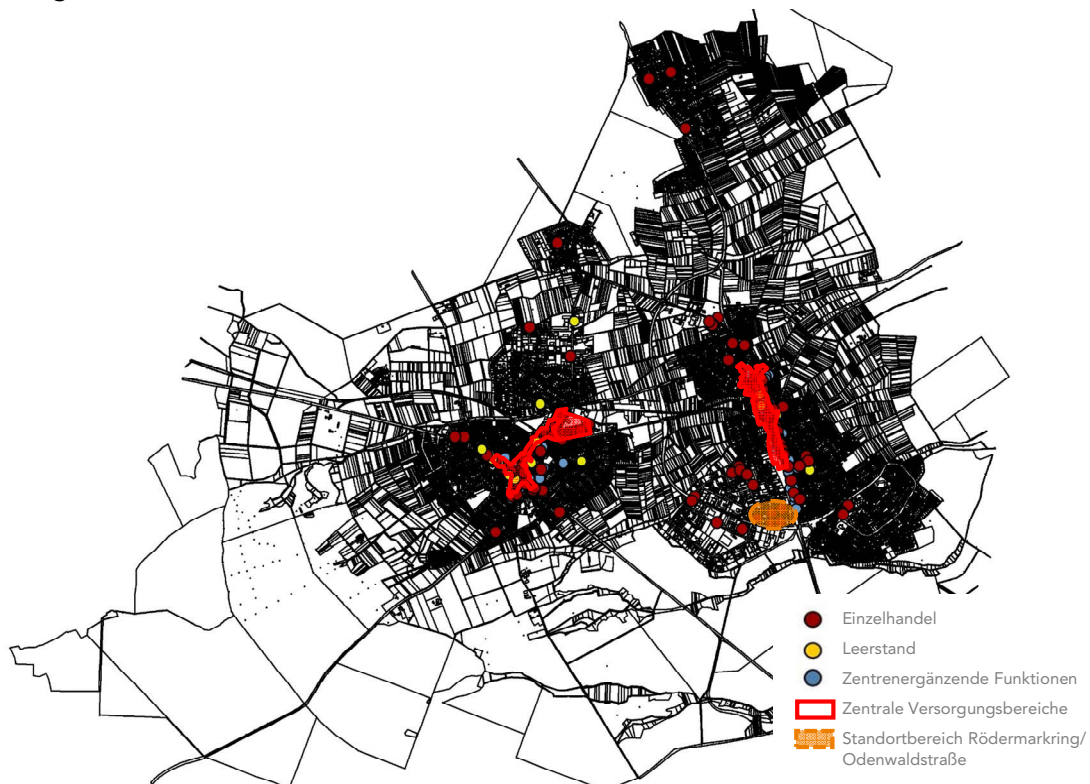 Einzelhandel
Leerstand
Zentrenergänzende Funktionen
Zentrale Versorgungsbereiche
Standortbereich Rödermarkring/
Odenwaldstraße